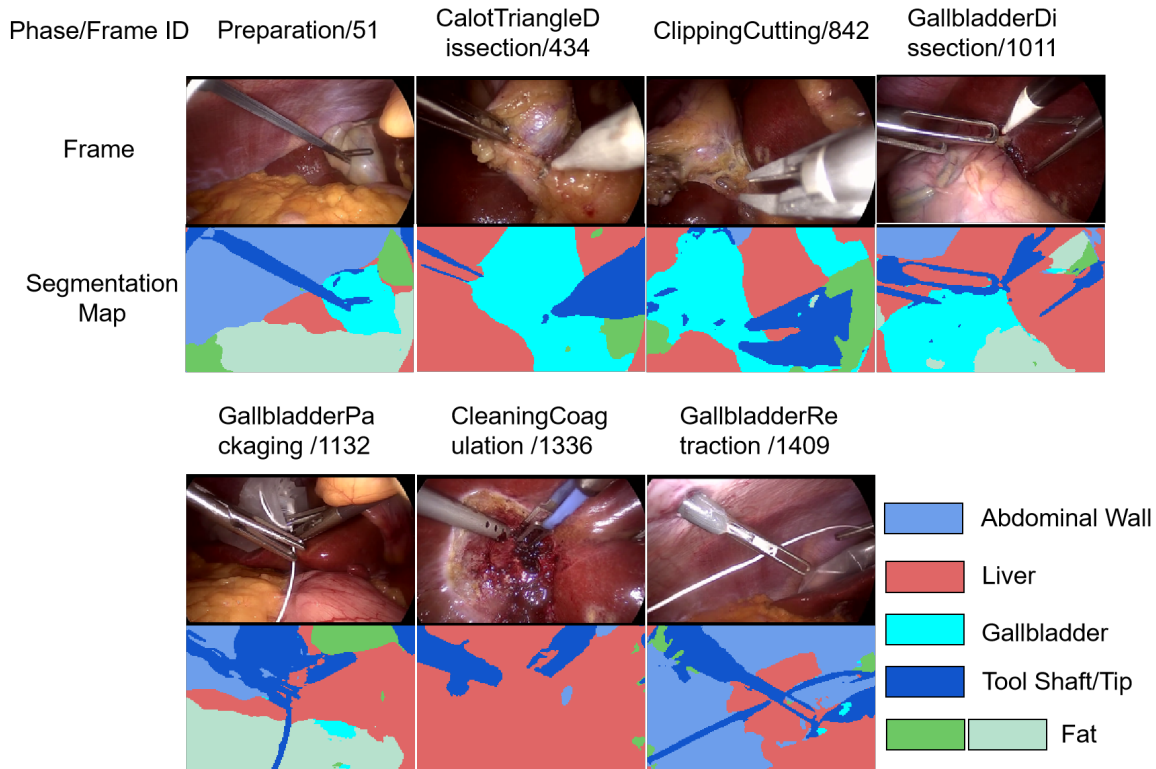 Phase/Frame ID
Preparation/51
CalotTriangleD
issection/434
ClippingCutting/842
GallbladderDi
ssection/1011
Frame
Segmentation
Map
GallbladderPa
ckaging /1132
CleaningCoag
ulation /1336
GallbladderRe
traction /1409
Abdominal Wall
Liver
Gallbladder
Tool Shaft/Tip
Fat